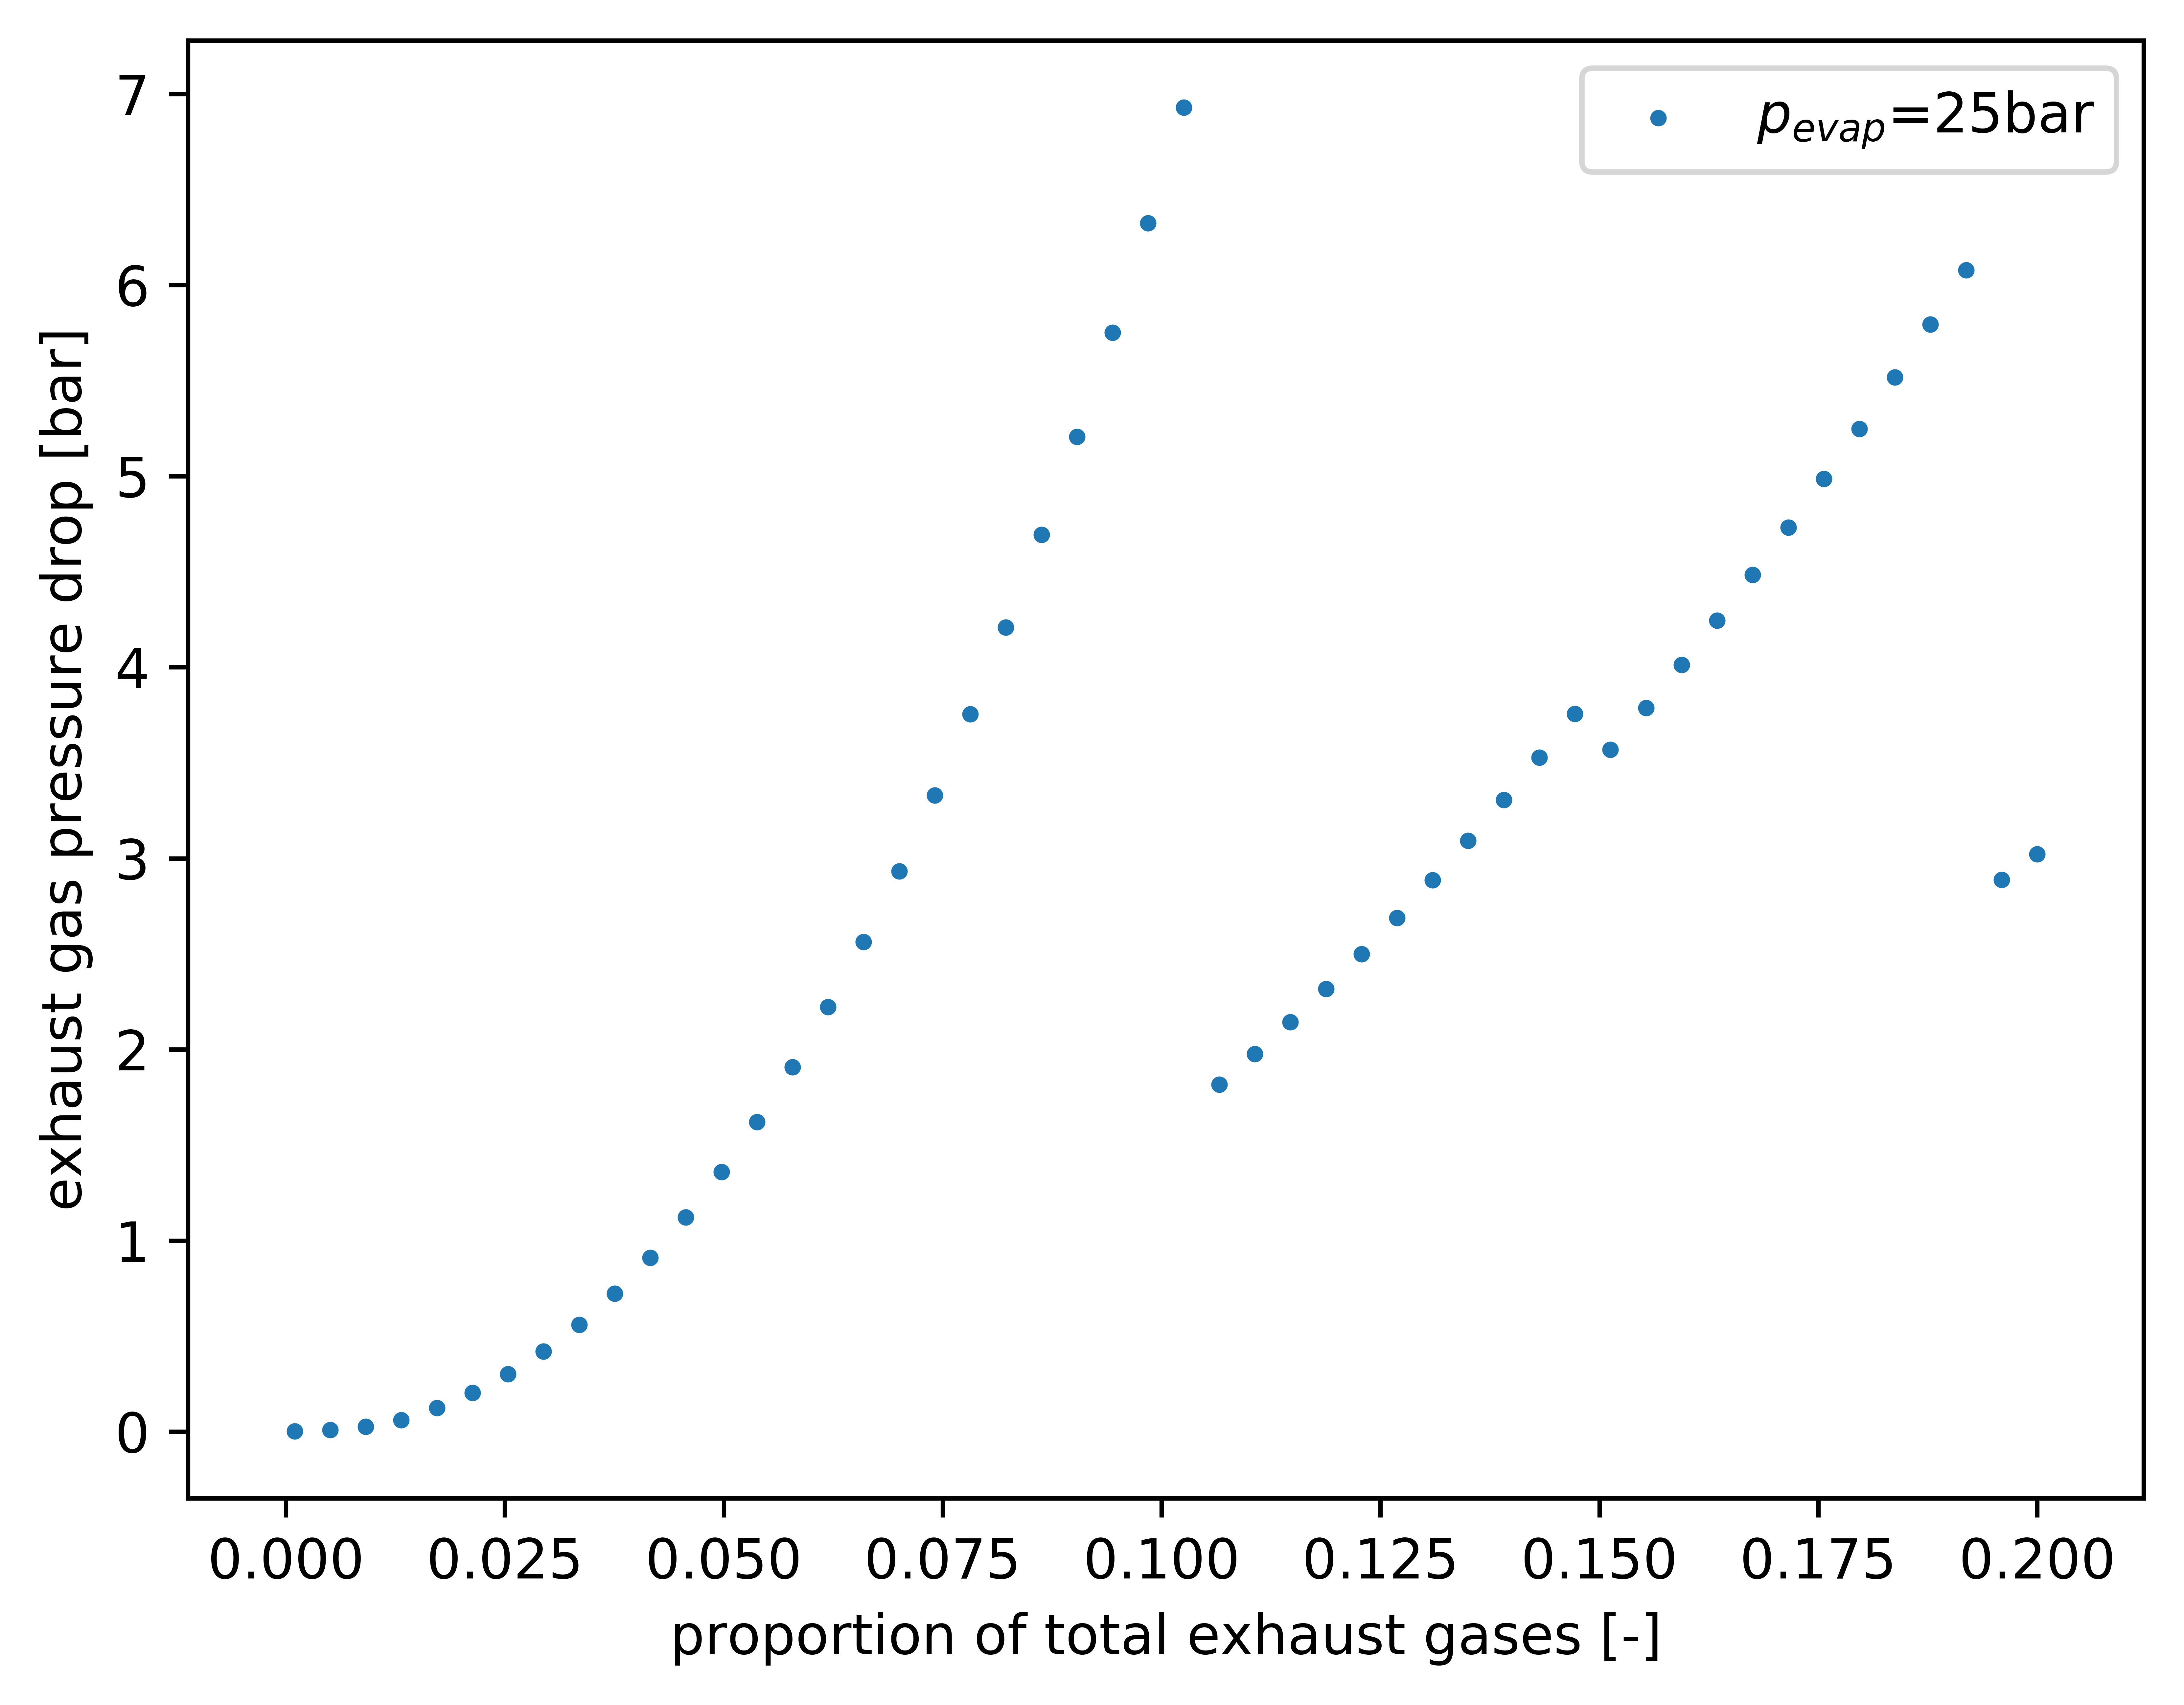 p_evap=25bar
exhaust gas pressure drop [bar]
7
6
5
4
3
2
1
0
0.000 0.025 0.050 0.075 0.100 0.125 0.150 0.175 0.200
proportion of total exhaust gases [-]